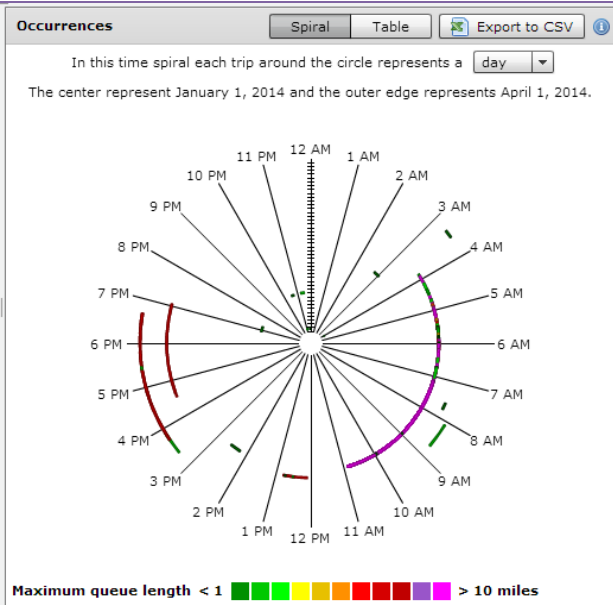 Occurrences
Spiral
Table
Export to CSV
In this time spiral each trip around the circle represents a day
The center represent January 1, 2014 and the outer edge represents April 1, 2014.
12 AM
11 PM
1 AM
10 PM
2 AM
9 PM
3 AM
8 PM
4 AM
7 PM
5 AM
6 PM
6 AM
5 PM
7 AM
4 PM
8 AM
3 PM
9 AM
2 PM
10 AM
1 PM
11 AM
12 PM
Maximum queue length < 1 > 10 miles